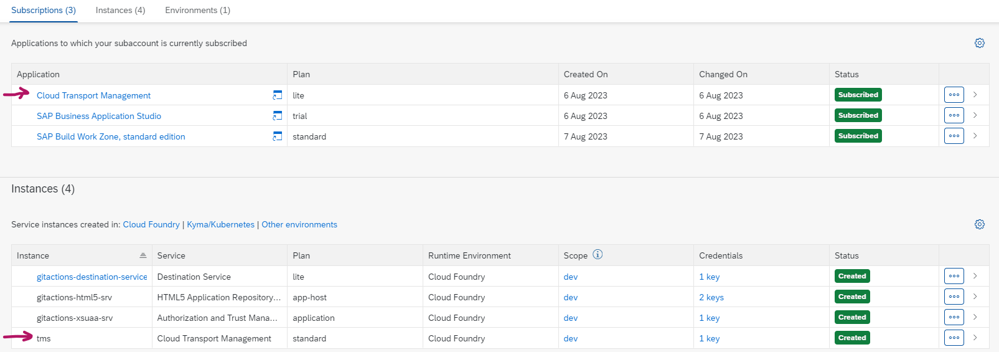 Subscriptions (3) Instances (4) Environments (1)
Applications to which your subaccount is currently subscribed
Application Plan Created On Changed On Status
Cloud Transport Management lite 6 Aug 2023 6 Aug 2023 Subscribed
SAP Business Application Studio trial 6 Aug 2023 6 Aug 2023 Subscribed
SAP Build Work Zone, standard edition standard 7 Aug 2023 7 Aug 2023 Subscribed
Instances (4)
Service instances created in: Cloud Foundry | Kyma/Kubernetes | Other environments
Instance Service Plan Runtime Environment Scope Credentials Status
gitactions-destination-service Destination Service lite Cloud Foundry dev 1 key Created
gitactions-html5-srv HTML5 Application Repository... app-host Cloud Foundry dev 2 keys Created
gitactions-xsuaa-srv Authorization and Trust Mana... application Cloud Foundry dev 1 key Created
tms Cloud Transport Management standard Cloud Foundry dev 1 key Created